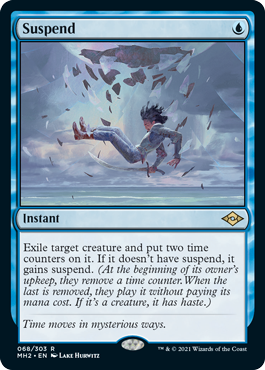 Suspend
Instant
Exile target creature and put two time
counters on it. If it doesn't have suspend, it
gains suspend. (At the beginning of its owner's
upkeep, they remove a time counter. When the
last is removed, they play it without paying its
mana cost. If it's a creature, it has haste.)
Time moves in mysterious ways.
068/303 R
MH2 • EN LAKE HURWITZ
™ & © 2021 Wizards of the Coast